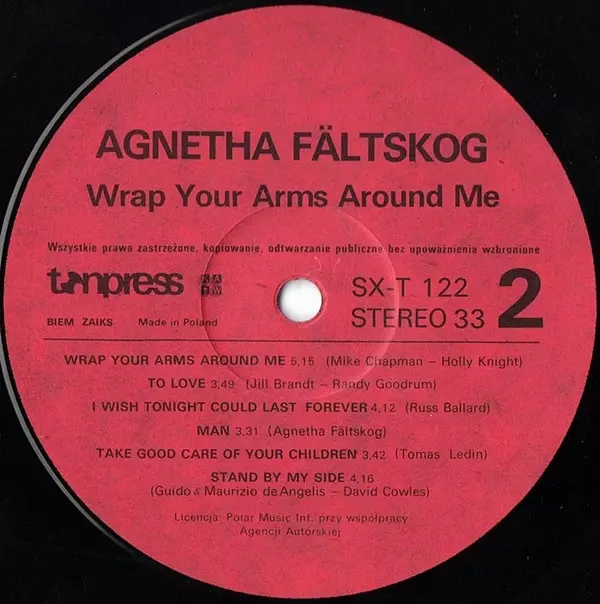 AGNETHA FÄLTSKOG
Wrap Your Arms Around Me
Wszystkie prawa zastrzeżone, kopiowanie, odtwarzanie publiczne bez upoważnienia wzbronione
tonpress KAW
SX-T 122
BIEM ZAIKS Made in Poland
STEREO 33
2
WRAP YOUR ARMS AROUND ME 5,15 (Mike Chapman – Holly Knight)
TO LOVE 3,49 (Jill Brandt – Randy Goodrum)
I WISH TONIGHT COULD LAST FOREVER 4,12 (Russ Ballard)
MAN 3.31 (Agnetha Fältskog)
TAKE GOOD CARE OF YOUR CHILDREN 3,42 (Tomas Ledin)
STAND BY MY SIDE 4,16
(Guido & Maurizio de Angelis – David Cowles)
Licencja: Polar Music Int. przy współpracy
Agencji Autorskiej